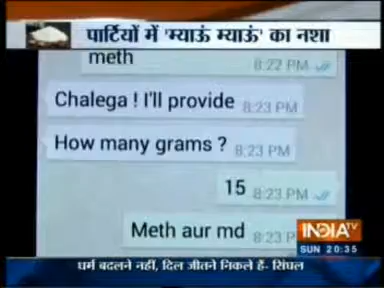 पार्टियों में 'म्याऊं म्याऊं' का नशा
meth
8:22 PM
Chalega ! I'll provide 8:23 PM
How many grams ? 8:23 PM
15 8:23 PM
Meth aur md 8:23 P
INDIA TV
SUN 20:35
धर्म बदलने नहीं, दिल जीतने निकले हैं- सिंघल